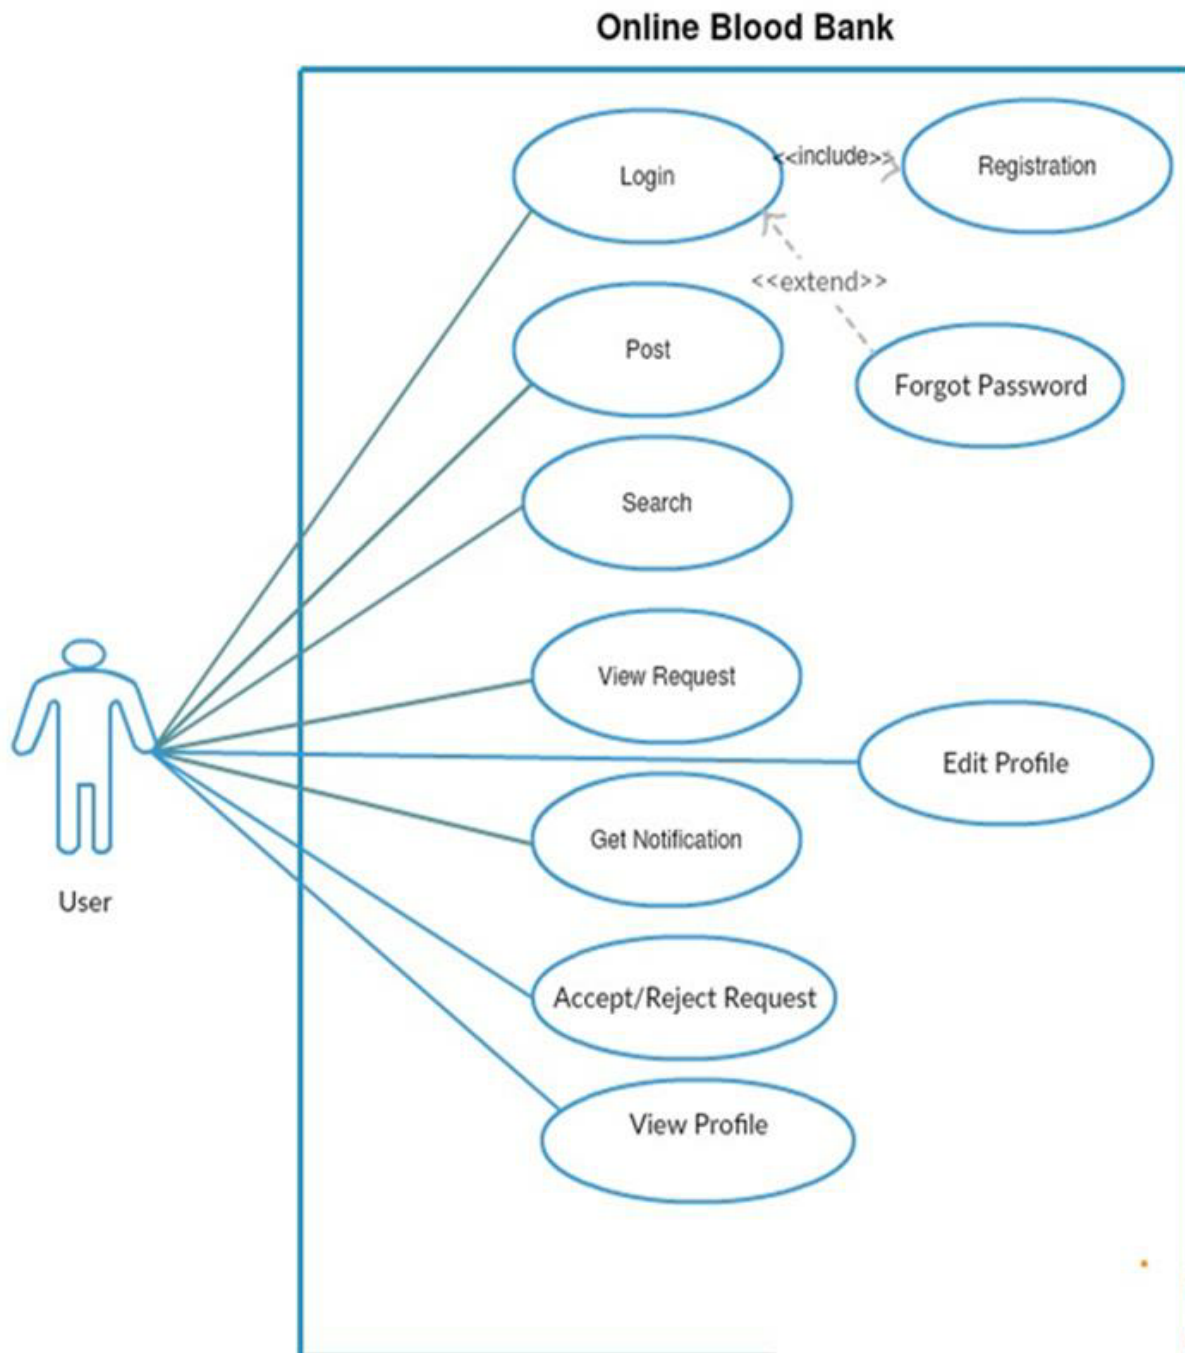 Online Blood Bank
Login
<<include>>
Registration
<<extend>>
Post
Forgot Password
Search
View Request
Edit Profile
Get Notification
User
Accept/Reject Request
View Profile